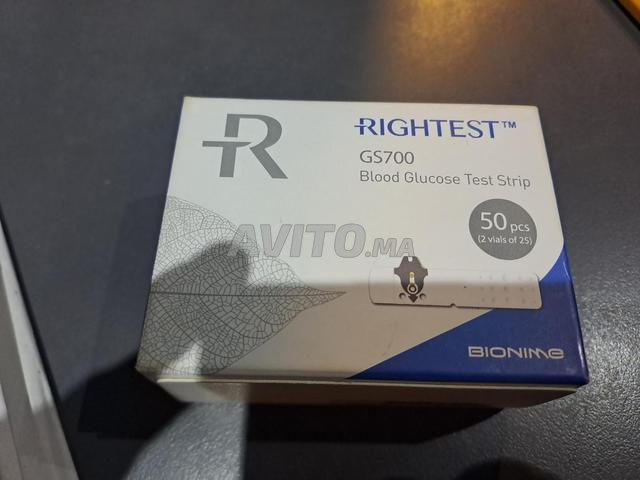 R
RIGHTEST™
GS700
Blood Glucose Test Strip
50 pcs
(2 vials of 25)
AVITO.ma
BIONIME